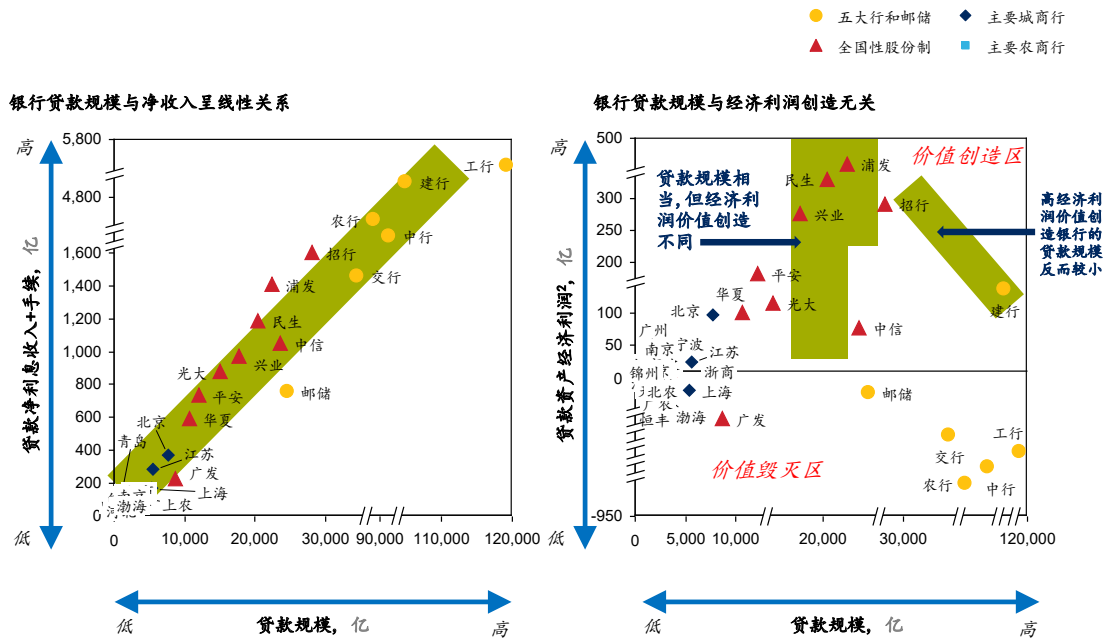 五大行和邮储
主要城商行
全国性股份制
主要农商行
银行贷款规模与净收入呈线性关系
高
5,800
4,800
1,600
1,400
1,200
1,000
800
600
400
200
0
低
贷款净利息收入+手续, 亿
工行
建行
农行
中行
交行
招行
浦发
民生
中信
兴业
光大
平安
邮储
华夏
北京
青岛
江苏
广发
南京
上海
渤海
上农
0
10,000
20,000
30,000
90,000
110,000
120,000
低
贷款规模, 亿
高
银行贷款规模与经济利润创造无关
高
500
300
250
200
100
50
0
-950
低
贷款资产经济利润2, 亿
价值创造区
贷款规模相
当,但经济利
润价值创造
不同
高经济利
润价值创
造银行的
贷款规模
反而较小
浦发
民生
兴业
招行
平安
华夏
光大
北京
中信
建行
广州
宁波
南京
江苏
锦州
浙商
北农
上海
广农
恒丰
渤海
广发
邮储
价值毁灭区
工行
交行
农行
中行
0
5,000
10,000
20,000
30,000
120,000
低
贷款规模, 亿
高